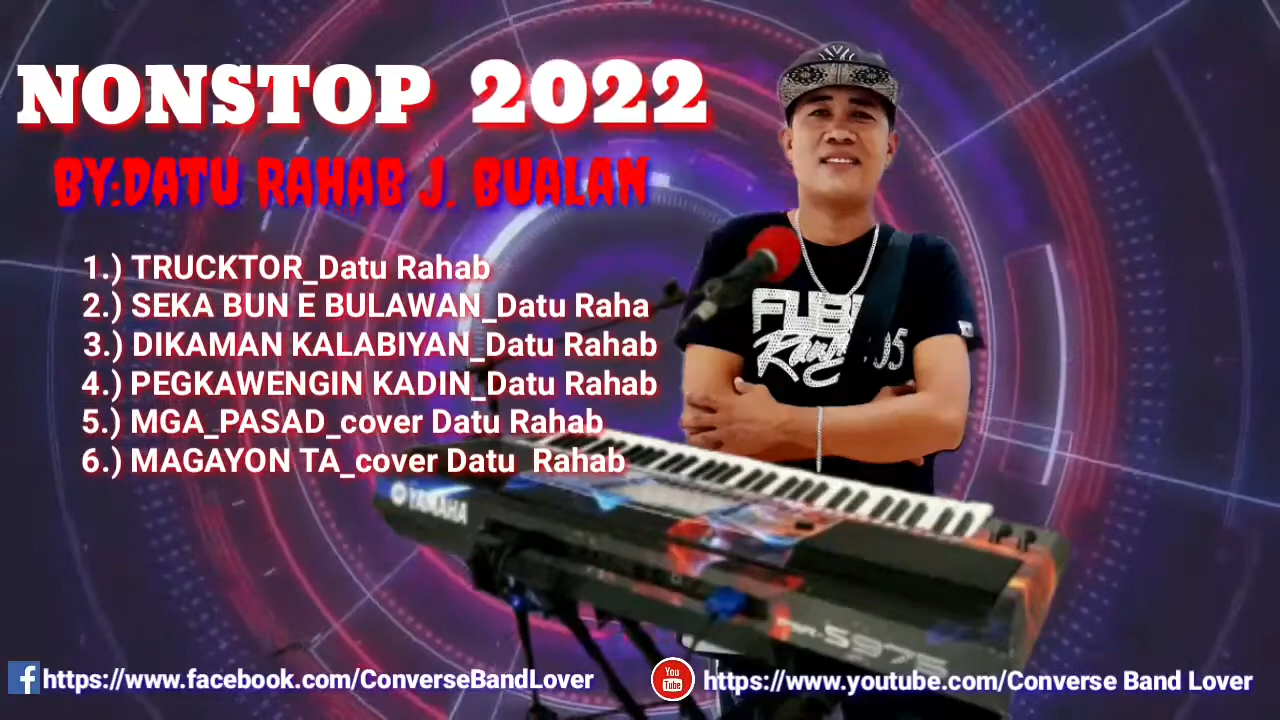 NONSTOP 2022
BY:DATU RAHAB J. BUALAN
1.) TRUCKTOR_Datu Rahab
2.) SEKA BUN E BULAWAN_Datu Raha
3.) DIKAMAN KALABIYAN_Datu Rahab
4.) PEGKAWENGIN KADIN_Datu Rahab
5.) MGA_PASAD_cover Datu Rahab
6.) MAGAYON TA_cover Datu Rahab
YAMAHA
S975
https://www.facebook.com/ConverseBandLover
You
Tube
https://www.youtube.com/Converse Band Lover